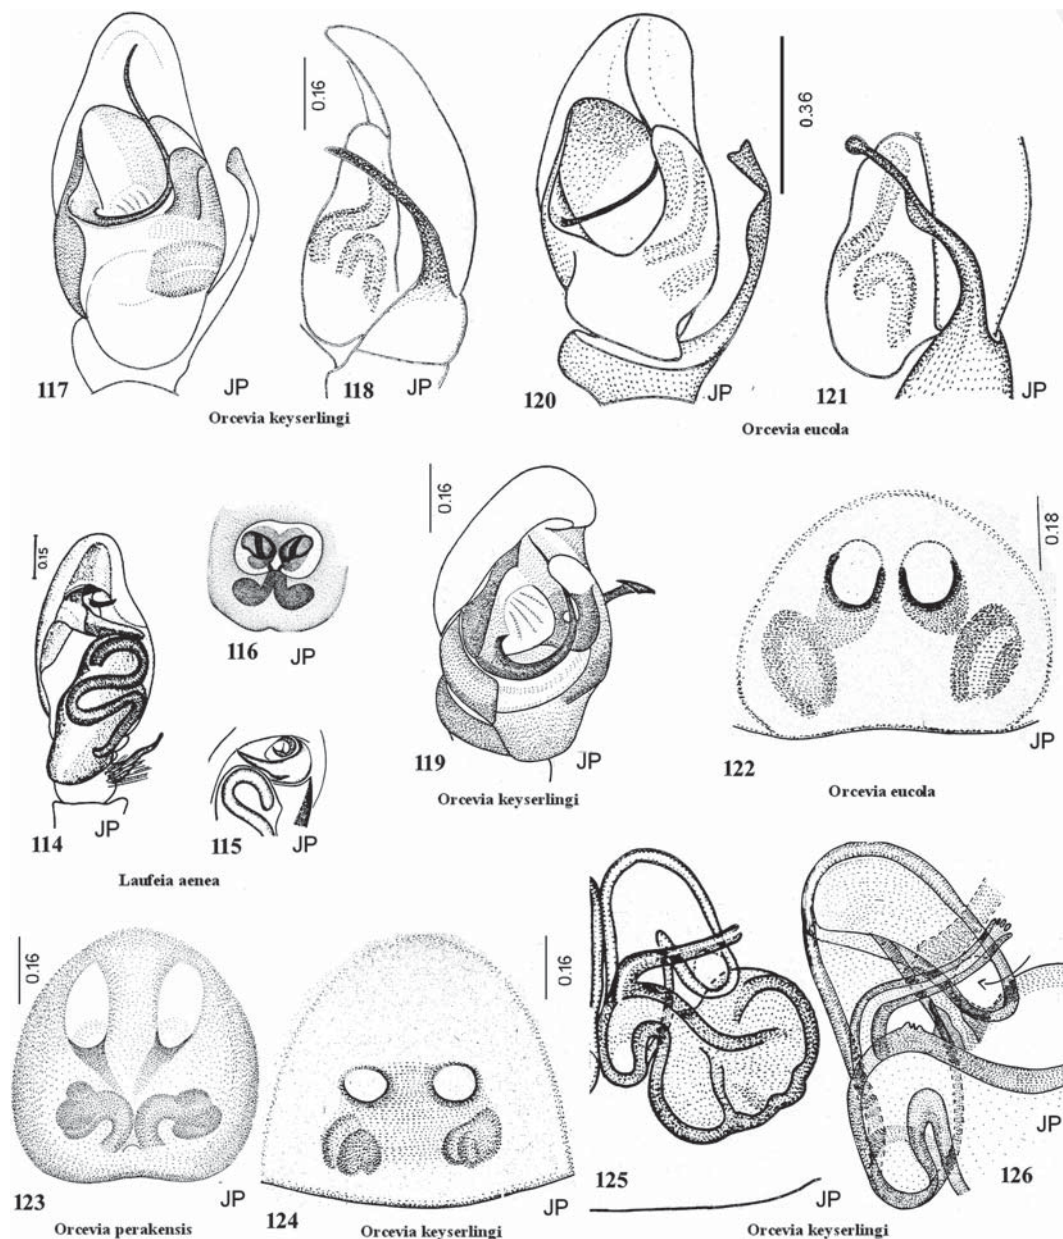 0.16
0.36
117 JP
118 JP
120 JP
121 JP
Orcevia keyserlingi
Orcevia eucola
0.15
116 JP
114 JP
115 JP
Laufeia aenea
0.16
119 JP
Orcevia keyserlingi
0.18
122 JP
Orcevia eucola
0.16
123 JP
Orcevia perakensis
0.16
124 JP
Orcevia keyserlingi
125 JP
126 JP
Orcevia keyserlingi